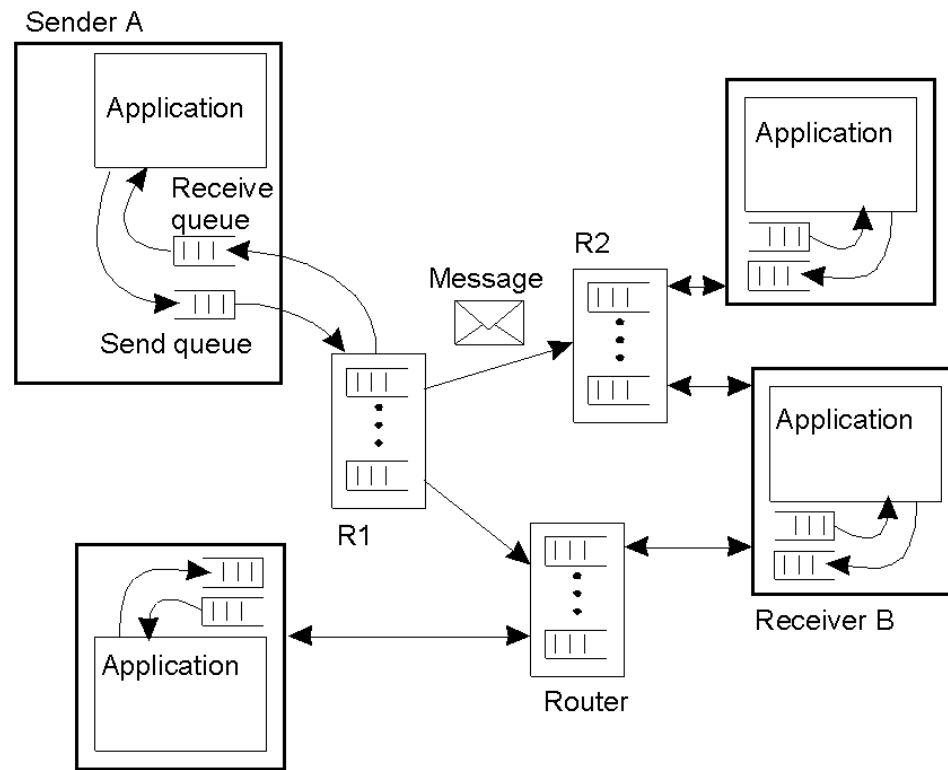 Sender A
Application
Receive
queue
Send queue
Message
R2
Application
R1
Application
Receiver B
Application
Router